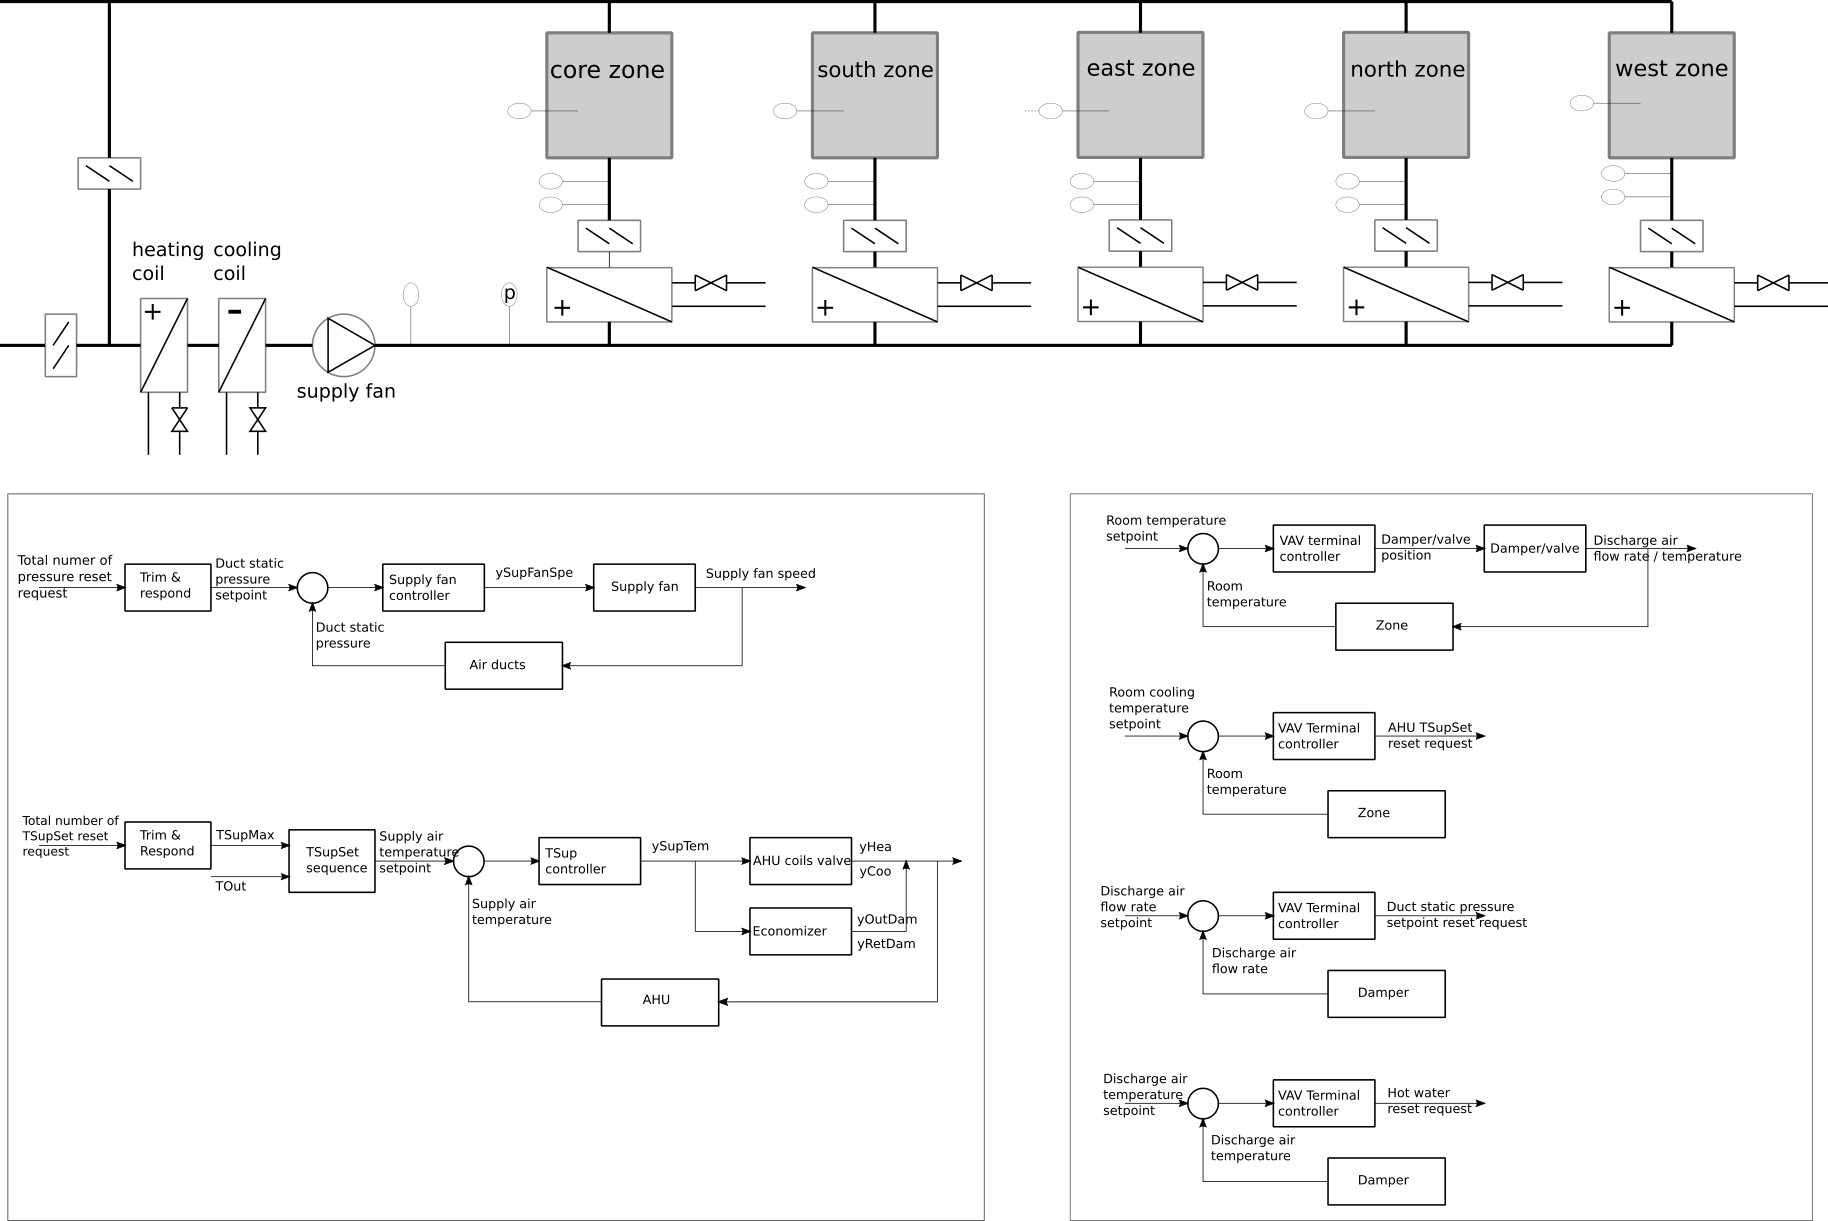 core zone
south zone
east zone
north zone
west zone
heating cooling
coil coil
+
-
p
+
+
+
+
+
supply fan
Total numer of
pressure reset
request
Trim &
respond
Duct static
pressure
setpoint
Supply fan
controller
ySupFanSpe
Supply fan
Supply fan speed
Duct static
pressure
Air ducts
Total number of
TSupSet reset
request
Trim &
Respond
TSupMax
TOut
TSupSet
sequence
Supply air
temperature
setpoint
TSup
controller
ySupTem
AHU coils valve
yHea
yCoo
Supply air
temperature
Economizer
yOutDam
yRetDam
AHU
Room temperature
setpoint
VAV terminal
controller
Damper/valve
position
Damper/valve
Discharge air
flow rate / temperature
Room
temperature
Zone
Room cooling
temperature
setpoint
VAV Terminal
controller
AHU TSupSet
reset request
Room
temperature
Zone
Discharge air
flow rate
setpoint
VAV Terminal
controller
Duct static pressure
setpoint reset request
Discharge air
flow rate
Damper
Discharge air
temperature
setpoint
VAV Terminal
controller
Hot water
reset request
Discharge air
temperature
Damper